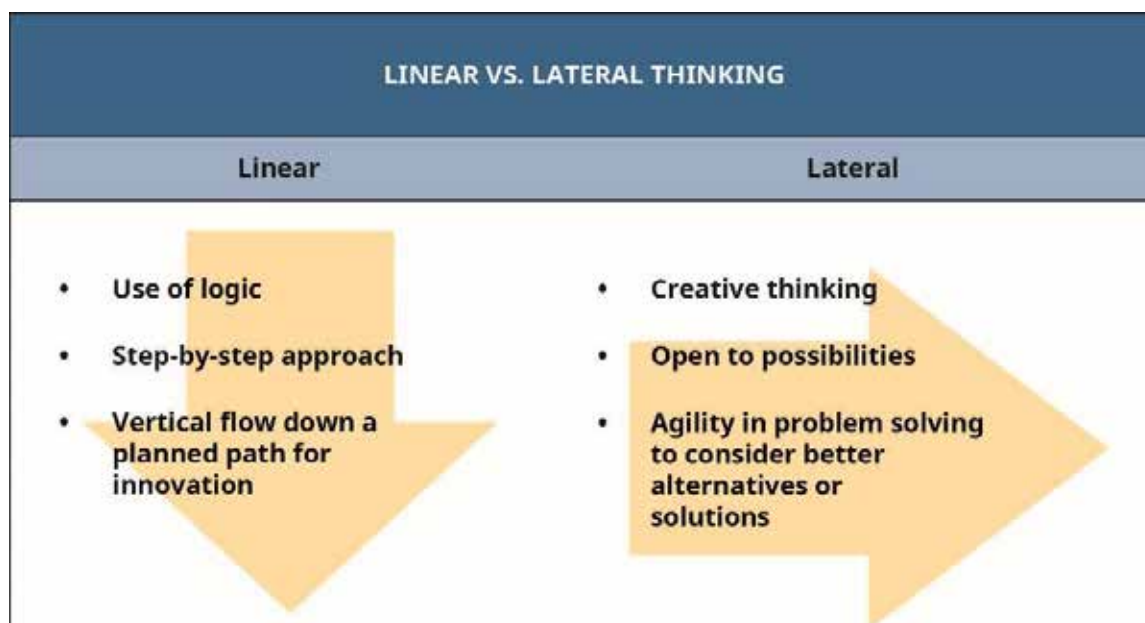 LINEAR VS. LATERAL THINKING
Linear
• Use of logic
• Step-by-step approach
• Vertical flow down a
planned path for
innovation
Lateral
• Creative thinking
• Open to possibilities
• Agility in problem solving
to consider better
alternatives or
solutions